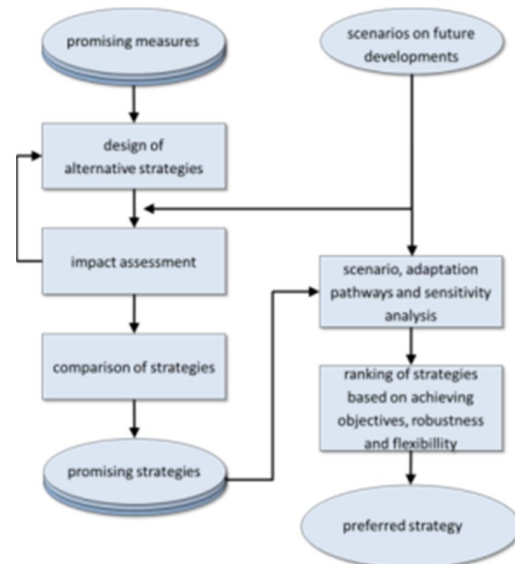 promising measures
scenarios on future
developments
design of
alternative strategies
impact assessment
scenario, adaptation
pathways and sensitivity
analysis
comparison of strategies
ranking of strategies
based on achieving
objectives, robustness
and flexibillity
promising strategies
preferred strategy